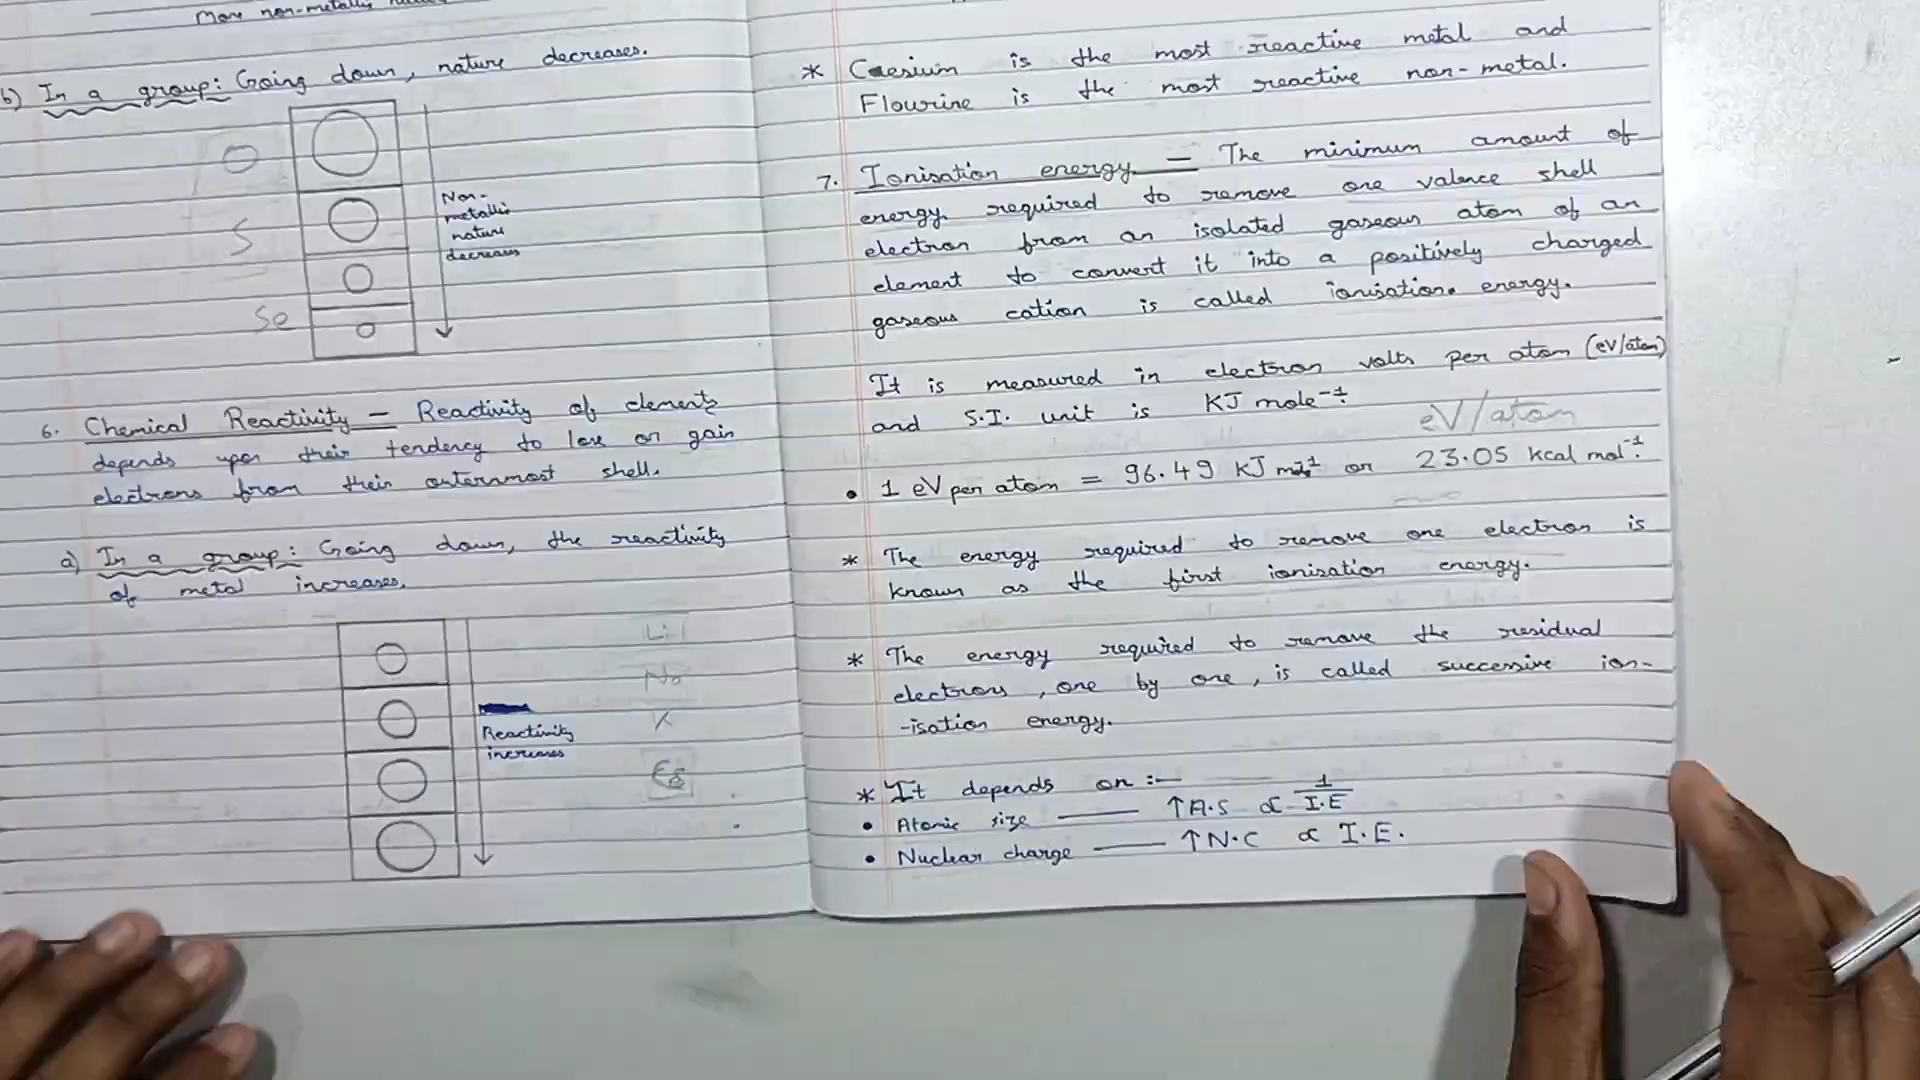 More non-metallic
b) In a group: Going down, nature decreases.
O
S
Se
Non-
metallic
nature
decreases
6. Chemical Reactivity — Reactivity of elements
depends upon their tendency to lose or gain
electrons from their outermost shell.
a) In a group: Going down, the reactivity
of metal increases.
Reactivity
increases
Li
Na
K
Cs
* Caesium is the most reactive metal and
Flourine is the most reactive non-metal.
7. Ionisation energy — The minimum amount of
energy required to remove one valence shell
electron from an isolated gaseous atom of an
element to convert it into a positively charged
gaseous cation is called ionisation energy.
It is measured in electron volts per atom (eV/atom)
and S.I. unit is KJ mole⁻¹.
eV/atom
• 1 eV per atom = 96.49 KJ mol⁻¹ or 23.05 kcal mol⁻¹.
* The energy required to remove one electron is
known as the first ionisation energy.
* The energy required to remove the residual
electrons, one by one, is called successive ion-
-isation energy.
* It depends on :-
• Atomic size —— ↑A.S ∝ 1/I.E
• Nuclear charge —— ↑N.C ∝ I.E.